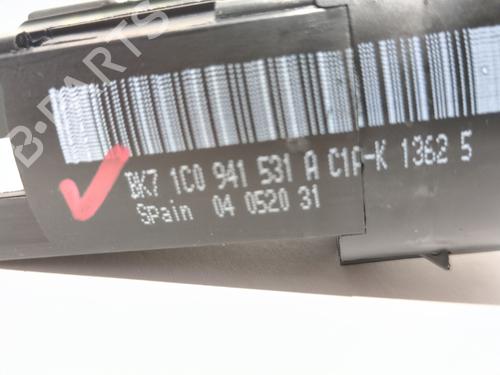 B-PARTS
BK7 1C0 941 531 A C1A-K 1362 5
Spain 04 0520 31